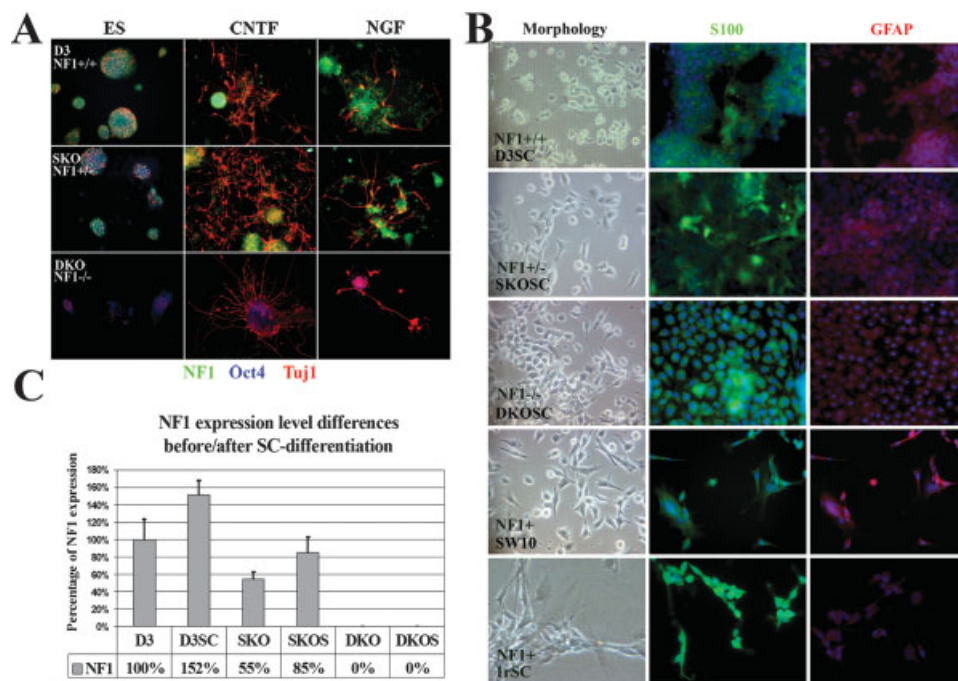 A
ES CNTF NGF
D3
NF1+/+
SKO
NF1+/-
DKO
NF1-/-
NF1 Oct4 Tuj1
B
Morphology S100 GFAP
NF1+/+
D3SC
NF1+/-
SKOSC
NF1-/-
DKOSC
NF1+
SW10
NF1+
IrSC
C
NF1 expression level differences
before/after SC-differentiation
Percentage of NF1 expression
180%
160%
140%
120%
100%
80%
60%
40%
20%
0%
D3 D3SC SKO SKOS DKO DKOS
NF1 100% 152% 55% 85% 0% 0%